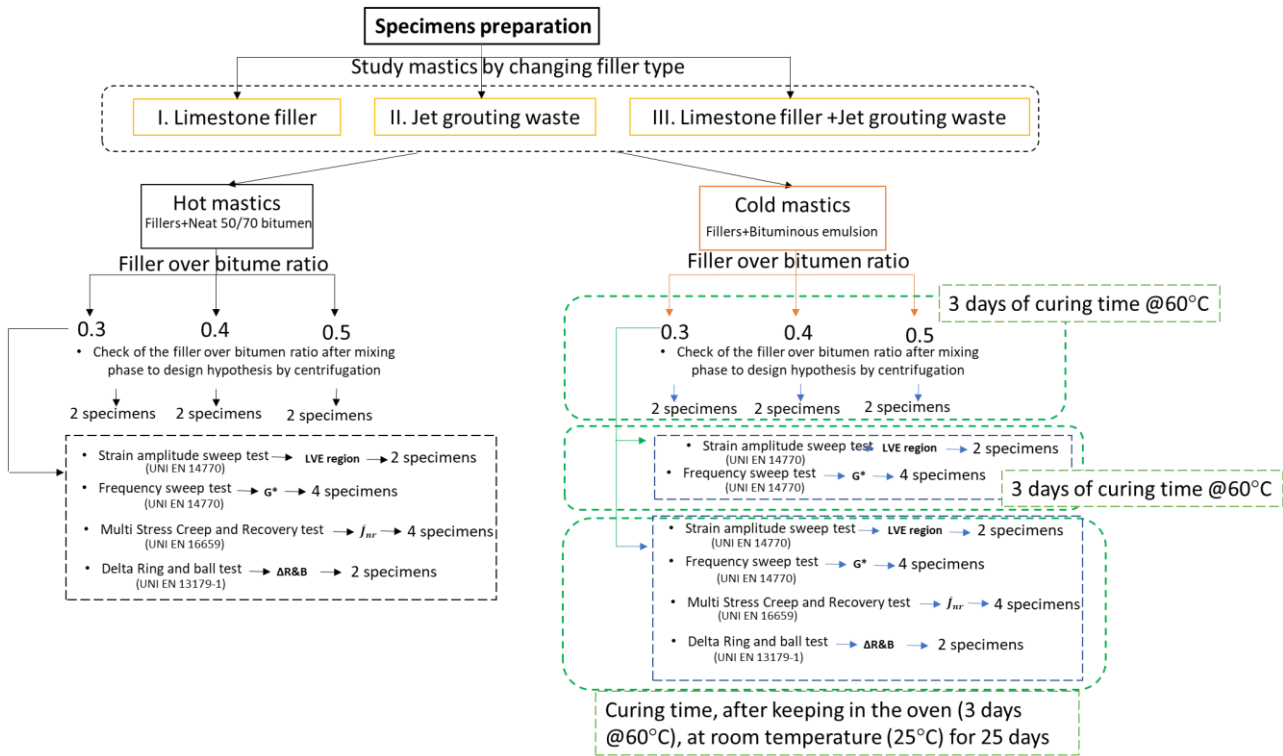 Specimens preparation
Study mastics by changing filler type
I. Limestone filler
II. Jet grouting waste
III. Limestone filler +Jet grouting waste
Hot mastics
Fillers+Neat 50/70 bitumen
Filler over bitume ratio
0.3
0.4
0.5
• Check of the filler over bitumen ratio after mixing
phase to design hypothesis by centrifugation
2 specimens
2 specimens
2 specimens
• Strain amplitude sweep test LVE region 2 specimens
(UNI EN 14770)
• Frequency sweep test G* 4 specimens
(UNI EN 14770)
• Multi Stress Creep and Recovery test Jnr 4 specimens
(UNI EN 16659)
• Delta Ring and ball test ΔR&B 2 specimens
(UNI EN 13179-1)
Cold mastics
Fillers+Bituminous emulsion
Filler over bitumen ratio
3 days of curing time @60°C
0.3
0.4
0.5
• Check of the filler over bitumen ratio after mixing
phase to design hypothesis by centrifugation
2 specimens
2 specimens
2 specimens
• Strain amplitude sweep test LVE region 2 specimens
(UNI EN 14770)
• Frequency sweep test G* 4 specimens
(UNI EN 14770)
3 days of curing time @60°C
• Strain amplitude sweep test LVE region 2 specimens
(UNI 14770)
• Frequency sweep test G* 4 specimens
(UNI EN 14770)
• Multi Stress Creep and Recovery test Jnr 4 specimens
(UNI EN 16659)
• Delta Ring and ball test ΔR&B 2 specimens
(UNI EN 13179-1)
Curing time, after keeping in the oven (3 days
@60°C), at room temperature (25°C) for 25 days